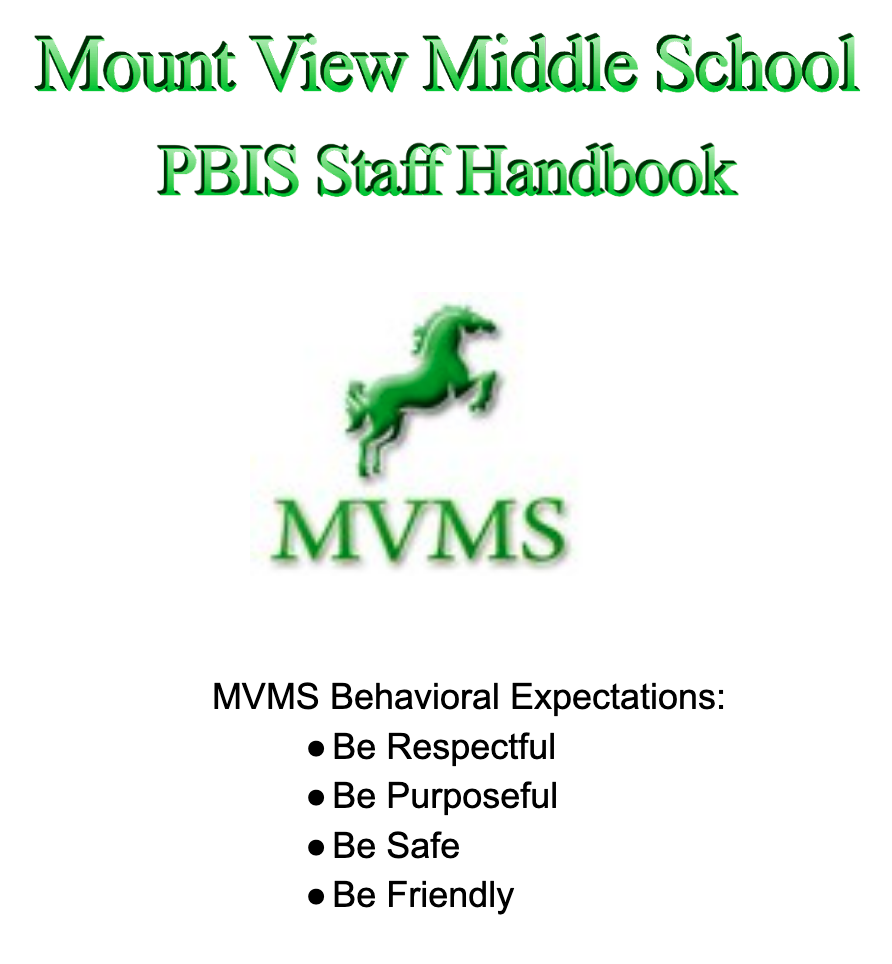 Mount View Middle School
PBIS Staff Handbook
MVMS
MVMS Behavioral Expectations:
● Be Respectful
● Be Purposeful
● Be Safe
● Be Friendly